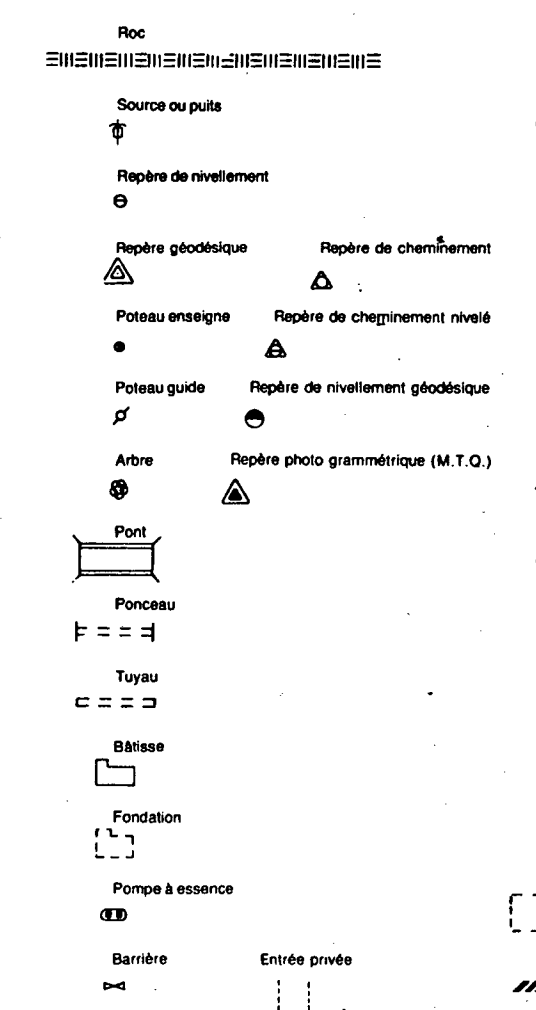 Roc
Source ou puits
Repère de nivellement
Repère géodésique Repère de cheminement
Poteau enseigne Repère de cheminement nivelé
Poteau guide Repère de nivellement géodésique
Arbre Repère photo grammétrique (M.T.Q.)
Pont
Ponceau
Tuyau
Bâtisse
Fondation
Pompe à essence
Barrière Entrée privée